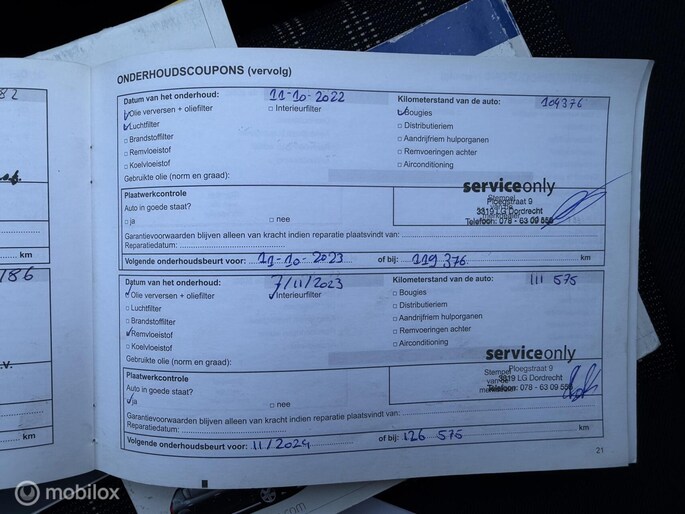 ONDERHOUDSCOUPONS (vervolg)
Datum van het onderhoud: 11-10-2022 Kilometerstand van de auto: 104376
Olie verversen + oliefilter Interieurfilter Bougies
Luchtfilter Distributieriem
Brandstoffilter Aandrijfriem hulporganen
Remvloeistof Remvoeringen achter
Koelvloeistof Airconditioning
Gebruikte olie (norm en graad):
Plaatwerkcontrole
Auto in goede staat?
ja nee
serviceonly
Ploegstraat 9
3319 LG Dordrecht
Telefoon: 078 - 63 09 555
Garantievoorwaarden blijven alleen van kracht indien reparatie plaatsvindt van:
Reparatiedatum:
Volgende onderhoudsbeurt voor: 11-10-2023 of bij: 119 376 km
Datum van het onderhoud: 7/11/2023 Kilometerstand van de auto: 111 575
Olie verversen + oliefilter Interieurfilter Bougies
Luchtfilter Distributieriem
Brandstoffilter Aandrijfriem hulporganen
Remvloeistof Remvoeringen achter
Koelvloeistof Airconditioning
Gebruikte olie (norm en graad):
Plaatwerkcontrole
Auto in goede staat?
ja nee
serviceonly
Ploegstraat 9
3319 LG Dordrecht
Telefoon: 078 - 63 09 555
Garantievoorwaarden blijven alleen van kracht indien reparatie plaatsvindt van:
Reparatiedatum:
Volgende onderhoudsbeurt voor: 11/2024 of bij: 126 575 km
21
km
186
km
mobilox